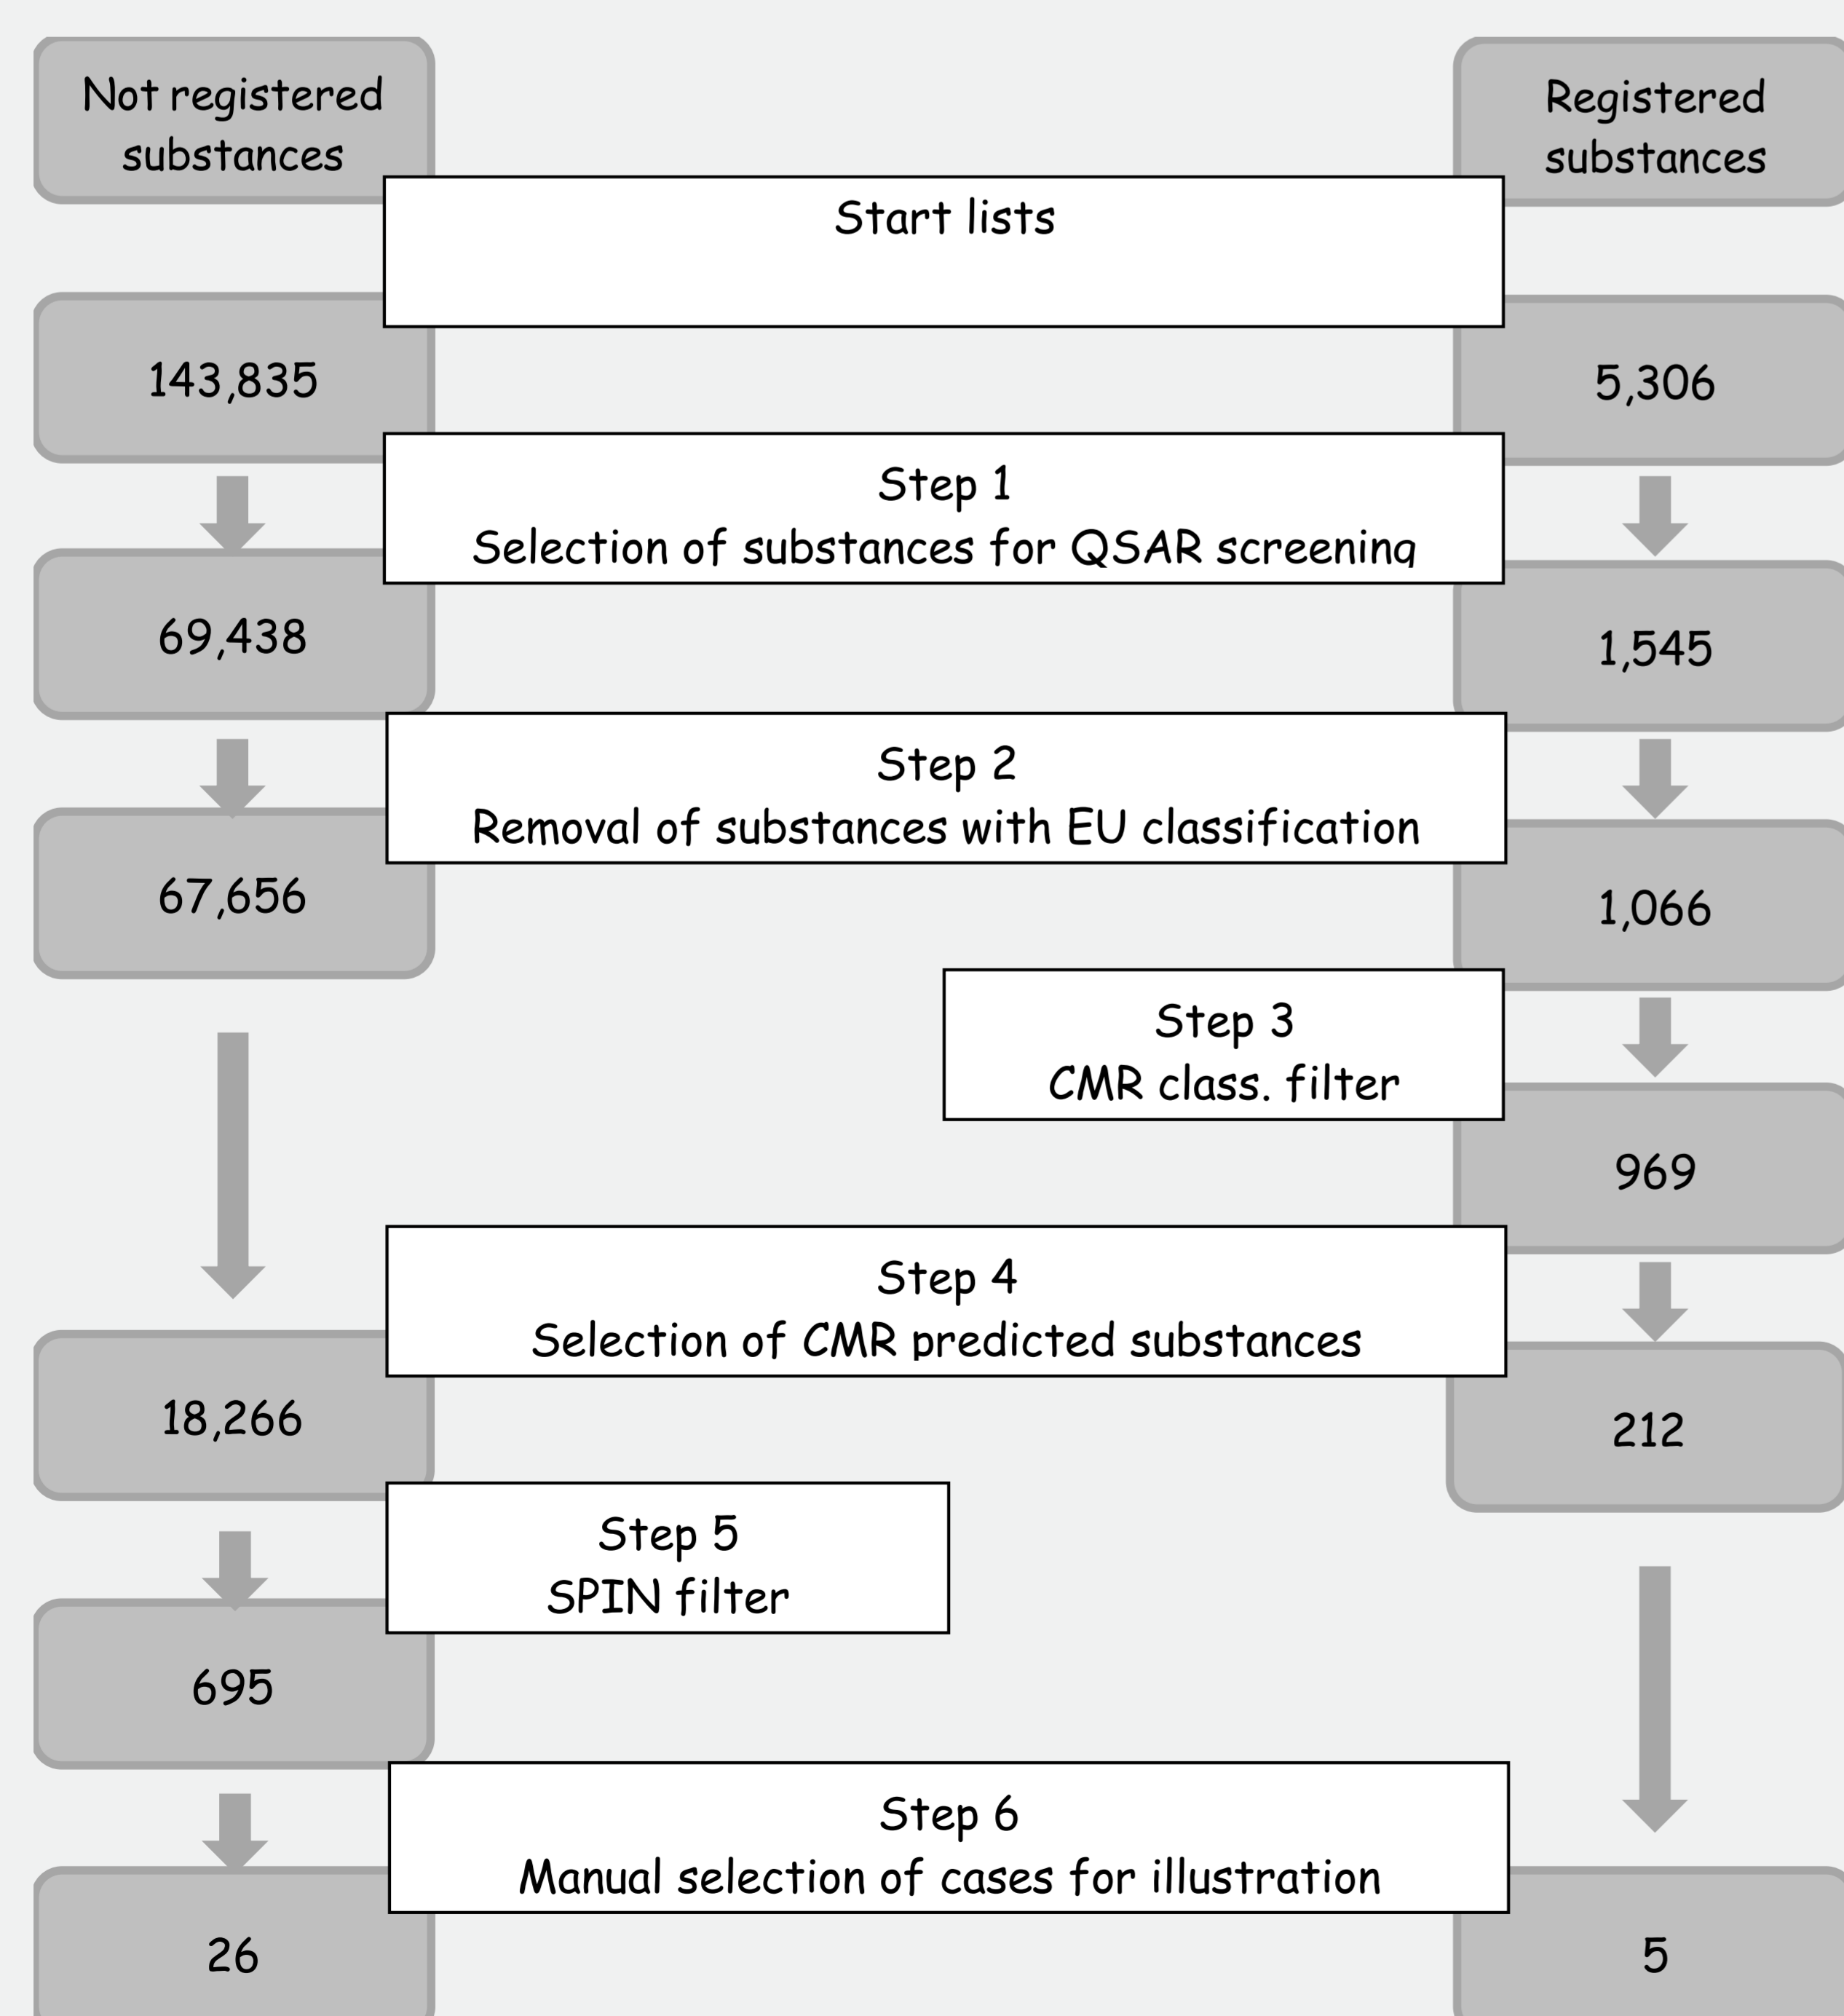 Not registered
substances
Registered
substances
Start lists
143,835
5,306
Step 1
Selection of substances for QSAR screening
69,438
1,545
Step 2
Removal of substances with EU classification
67,656
1,066
Step 3
CMR class. filter
969
Step 4
Selection of CMR predicted substances
18,266
212
Step 5
SPIN filter
695
Step 6
Manual selection of cases for illustration
26
5